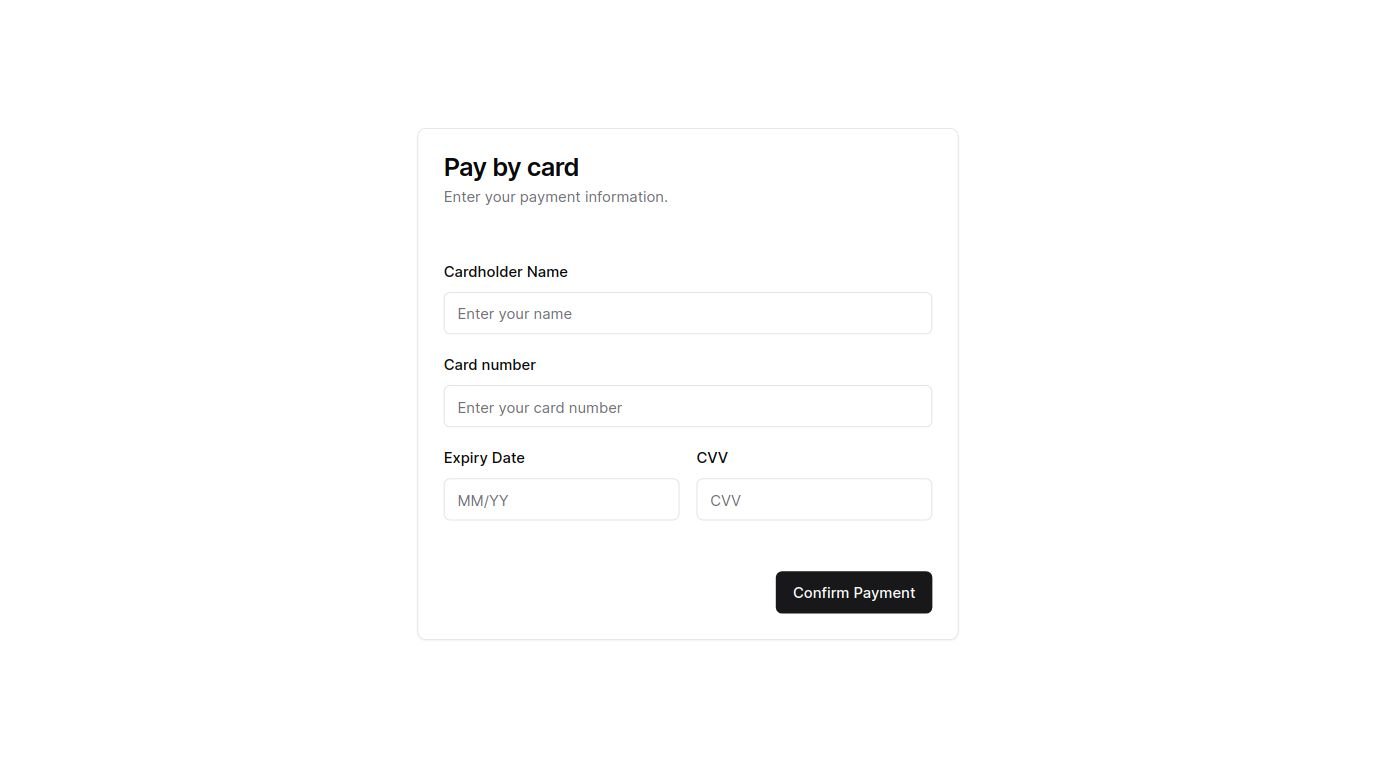 Pay by card
Enter your payment information.
Cardholder Name
Enter your name
Card number
Enter your card number
Expiry Date
CVV
MM/YY
CVV
Confirm Payment